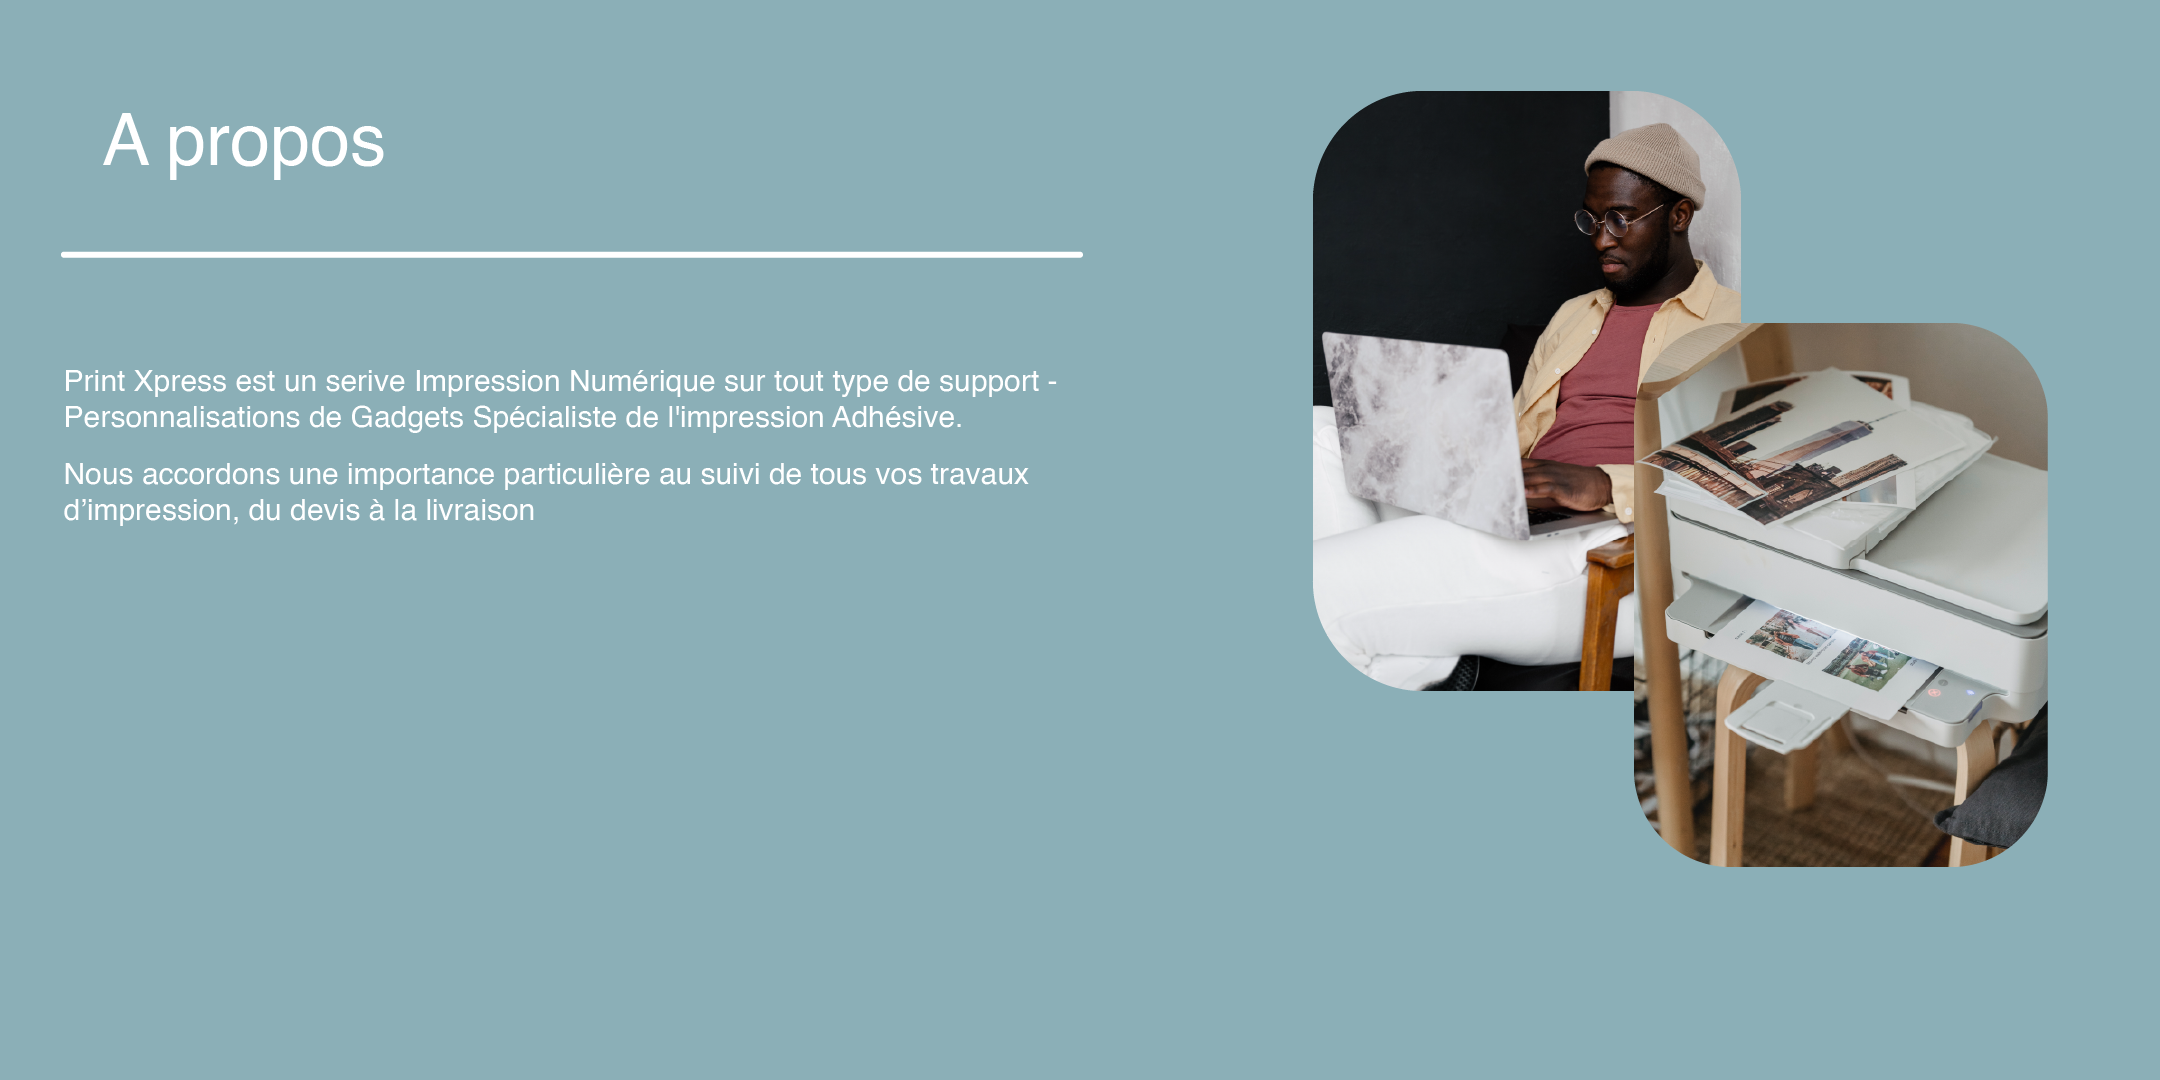 A propos
Print Xpress est un serive Impression Numérique sur tout type de support -
Personnalisations de Gadgets Spécialiste de l'impression Adhésive.
Nous accordons une importance particulière au suivi de tous vos travaux
d’impression, du devis à la livraison